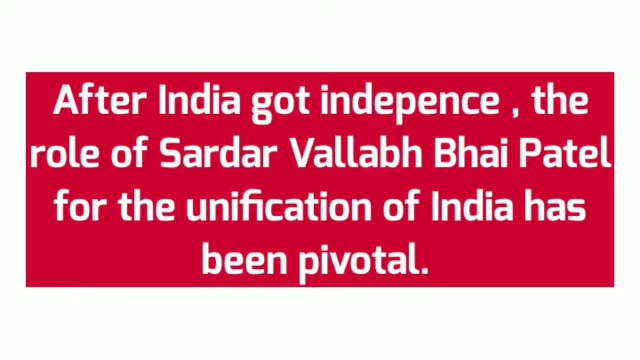 After India got indepence , the
role of Sardar Vallabh Bhai Patel
for the unification of India has
been pivotal.